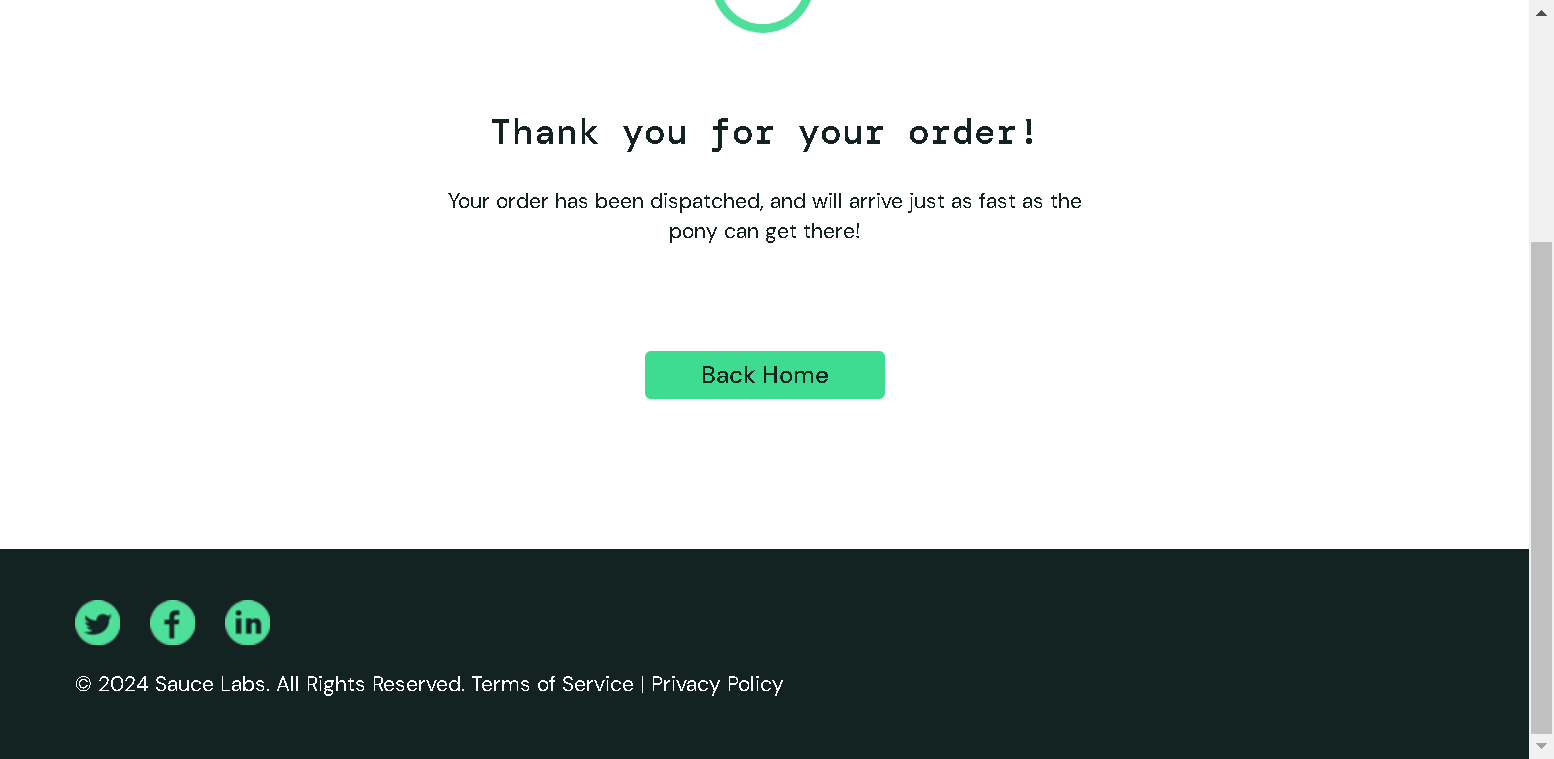 Thank you for your order!
Your order has been dispatched, and will arrive just as fast as the
pony can get there!
Back Home
© 2024 Sauce Labs. All Rights Reserved. Terms of Service | Privacy Policy